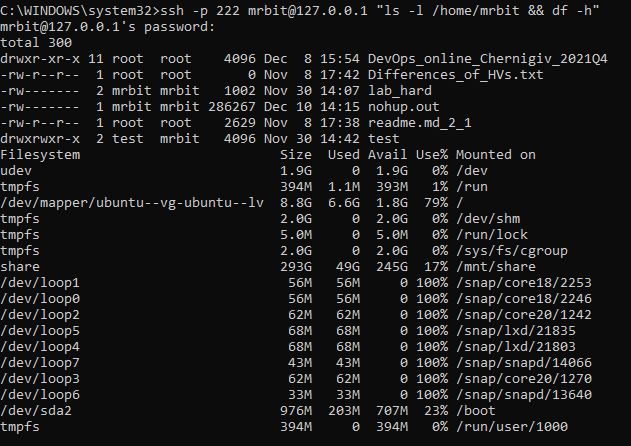 C:\WINDOWS\system32>ssh -p 222 mrbit@127.0.0.1 "ls -l /home/mrbit && df -h"
mrbit@127.0.0.1's password:
total 300
drwxr-xr-x 11 root  root    4096 Dec  8 15:54 DevOps_online_Chernigiv_2021Q4
-rw-r--r--  1 root  root       0 Nov  8 17:42 Differences_of_HVs.txt
-rw-------  2 mrbit mrbit   1002 Nov 30 14:07 lab_hard
-rw-------  1 mrbit mrbit 286267 Dec 10 14:15 nohup.out
-rw-r--r--  1 root  root    2629 Nov  8 17:38 readme.md_2_1
drwxrwxr-x  2 test  mrbit   4096 Nov 30 14:42 test
Filesystem                         Size  Used Avail Use% Mounted on
udev                               1.9G     0  1.9G   0% /dev
tmpfs                              394M  1.1M  393M   1% /run
/dev/mapper/ubuntu--vg-ubuntu--lv  8.8G  6.6G  1.8G  79% /
tmpfs                              2.0G     0  2.0G   0% /dev/shm
tmpfs                              5.0M     0  5.0M   0% /run/lock
tmpfs                              2.0G     0  2.0G   0% /sys/fs/cgroup
share                              293G   49G  245G  17% /mnt/share
/dev/loop1                          56M   56M     0 100% /snap/core18/2253
/dev/loop0                          56M   56M     0 100% /snap/core18/2246
/dev/loop2                          62M   62M     0 100% /snap/core20/1242
/dev/loop5                          68M   68M     0 100% /snap/lxd/21835
/dev/loop4                          68M   68M     0 100% /snap/lxd/21803
/dev/loop7                          43M   43M     0 100% /snap/snapd/14066
/dev/loop3                          62M   62M     0 100% /snap/core20/1270
/dev/loop6                          33M   33M     0 100% /snap/snapd/13640
/dev/sda2                          976M  203M  707M  23% /boot
tmpfs                              394M     0  394M   0% /run/user/1000